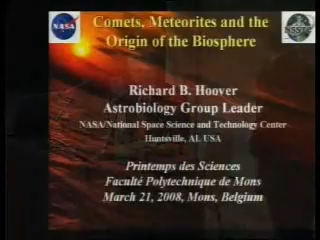 NASA
Comets, Meteorites and the
Origin of the Biosphere
Richard B. Hoover
Astrobiology Group Leader
NASA/National Space Science and Technology Center
Huntsville, AL USA
Printemps des Sciences
Faculté Polytechnique de Mons
March 21, 2008, Mons, Belgium